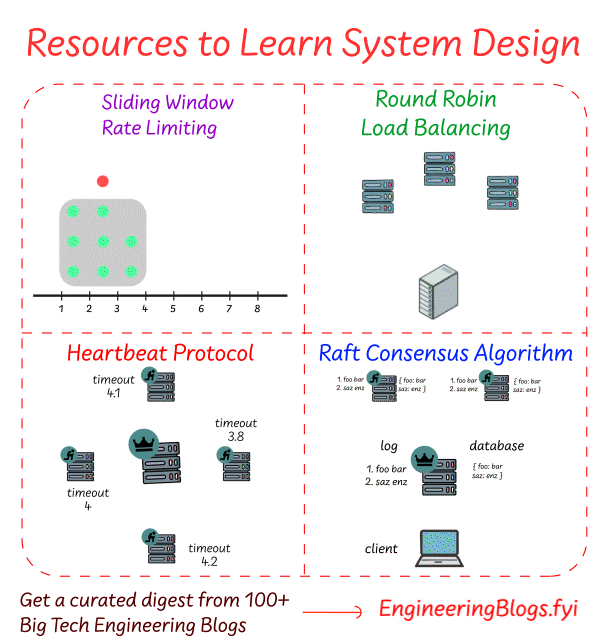 Resources to Learn System Design
Sliding Window
Rate Limiting
Round Robin
Load Balancing
1 2 3 4 5 6 7 8
Heartbeat Protocol
timeout
4.1
timeout
3.8
timeout
4
timeout
4.2
Raft Consensus Algorithm
1. foo bar
2. saz enz
{ foo: bar
saz: enz }
1. foo bar
2. saz enz
{ foo: bar
saz: enz }
log
1. foo bar
2. saz enz
database
{ foo: bar
saz: enz }
client
Get a curated digest from 100+
Big Tech Engineering Blogs
EngineeringBlogs.fyi